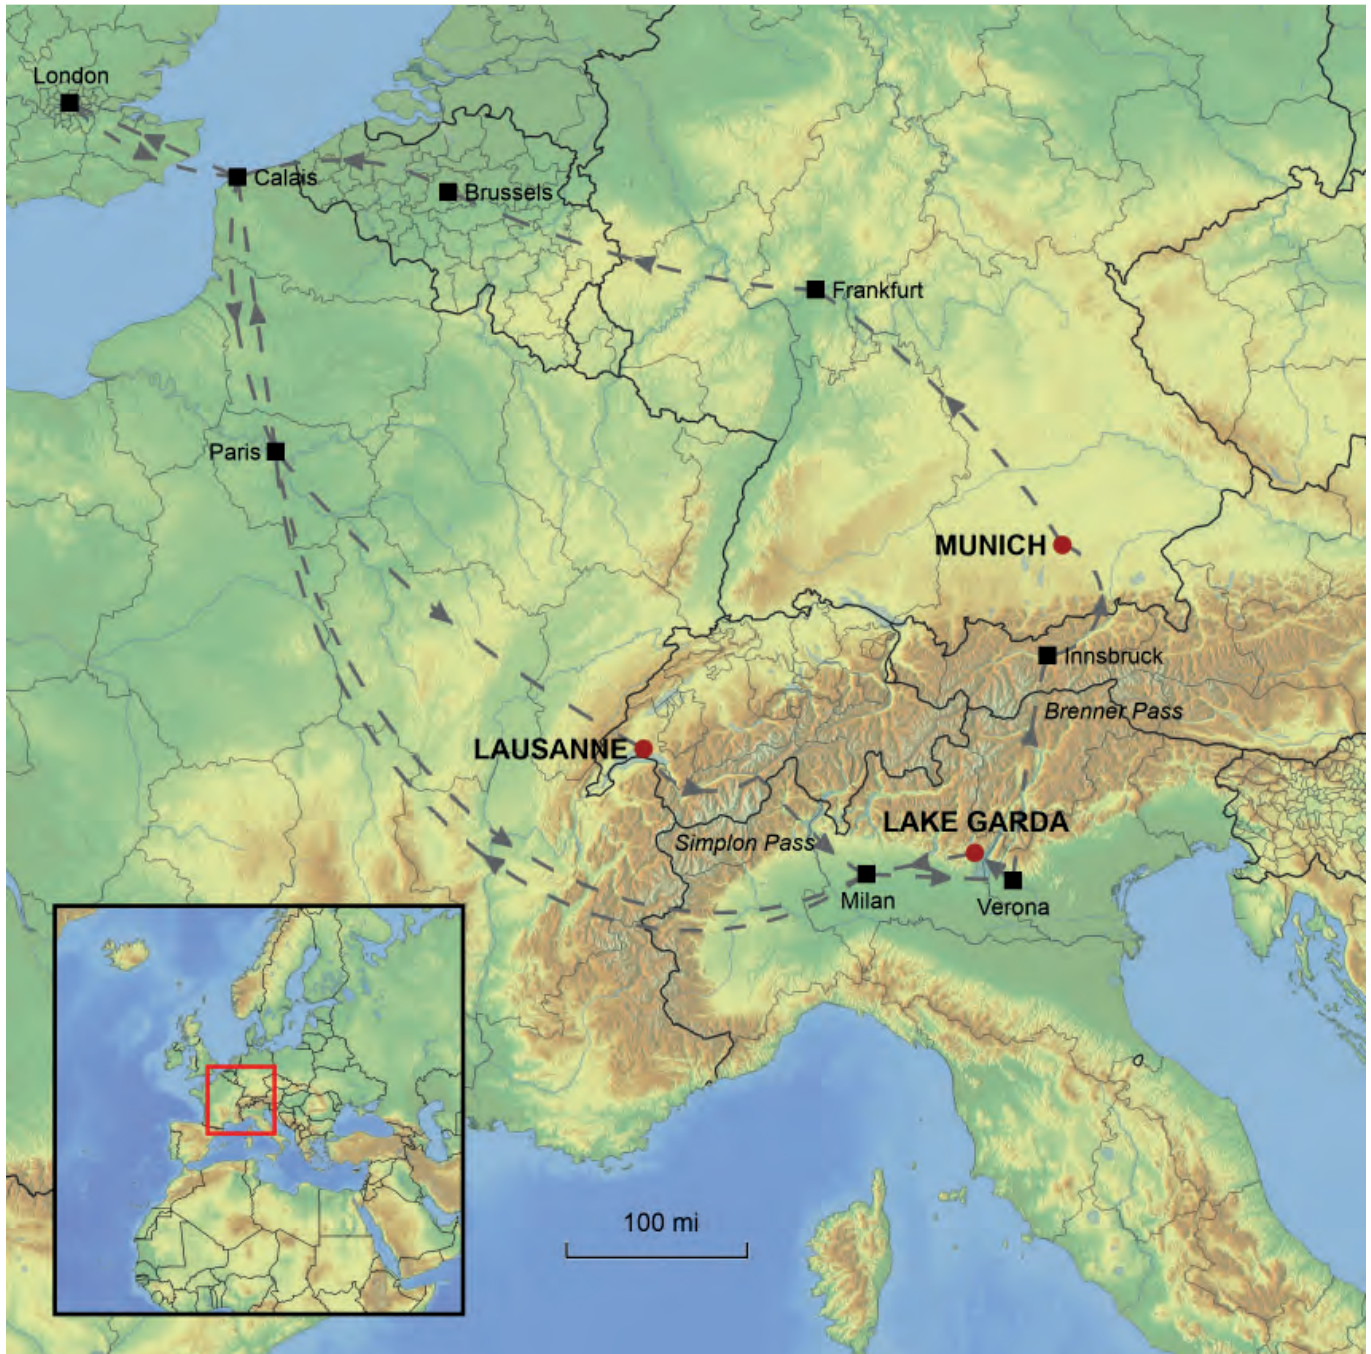 London
Calais
Brussels
Frankfurt
Paris
MUNICH
Innsbruck
Brenner Pass
LAUSANNE
LAKE GARDA
Simplon Pass
Milan
Verona
100 mi